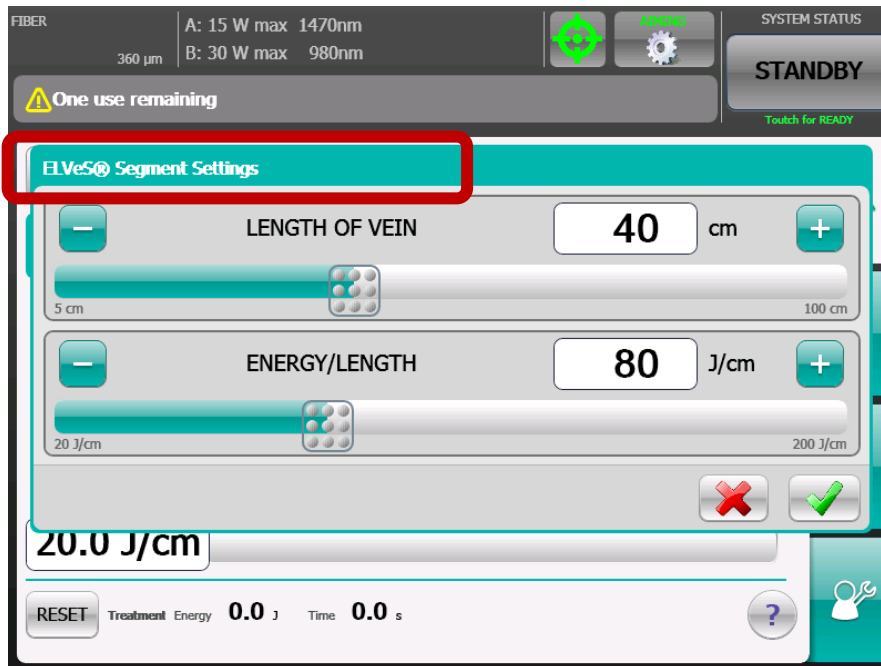 FIBER
360 µm
A: 15 W max 1470nm
B: 30 W max 980nm
AIMING
SYSTEM STATUS
STANDBY
Toutch for READY
One use remaining
ELVeS® Segment Settings
LENGTH OF VEIN 40 cm
5 cm 100 cm
ENERGY/LENGTH 80 J/cm
20 J/cm 200 J/cm
20.0 J/cm
RESET Treatment Energy 0.0 J Time 0.0 s ?